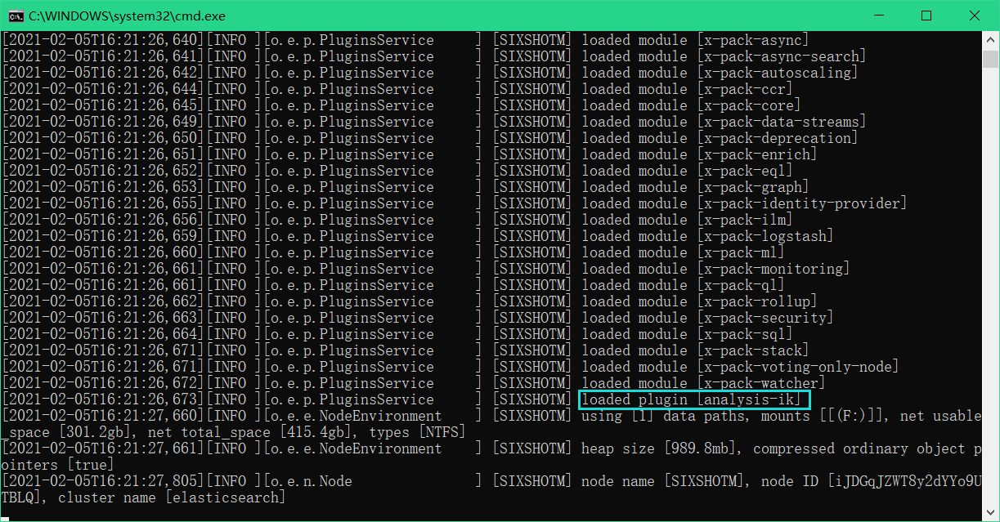 C:\WINDOWS\system32\cmd.exe
[2021-02-05T16:21:26,640][INFO ][o.e.p.PluginsService     ] [SIXSHOTM] loaded module [x-pack-async]
[2021-02-05T16:21:26,641][INFO ][o.e.p.PluginsService     ] [SIXSHOTM] loaded module [x-pack-async-search]
[2021-02-05T16:21:26,642][INFO ][o.e.p.PluginsService     ] [SIXSHOTM] loaded module [x-pack-autoscaling]
[2021-02-05T16:21:26,644][INFO ][o.e.p.PluginsService     ] [SIXSHOTM] loaded module [x-pack-ccr]
[2021-02-05T16:21:26,645][INFO ][o.e.p.PluginsService     ] [SIXSHOTM] loaded module [x-pack-core]
[2021-02-05T16:21:26,649][INFO ][o.e.p.PluginsService     ] [SIXSHOTM] loaded module [x-pack-data-streams]
[2021-02-05T16:21:26,650][INFO ][o.e.p.PluginsService     ] [SIXSHOTM] loaded module [x-pack-deprecation]
[2021-02-05T16:21:26,651][INFO ][o.e.p.PluginsService     ] [SIXSHOTM] loaded module [x-pack-enrich]
[2021-02-05T16:21:26,652][INFO ][o.e.p.PluginsService     ] [SIXSHOTM] loaded module [x-pack-eql]
[2021-02-05T16:21:26,653][INFO ][o.e.p.PluginsService     ] [SIXSHOTM] loaded module [x-pack-graph]
[2021-02-05T16:21:26,655][INFO ][o.e.p.PluginsService     ] [SIXSHOTM] loaded module [x-pack-identity-provider]
[2021-02-05T16:21:26,656][INFO ][o.e.p.PluginsService     ] [SIXSHOTM] loaded module [x-pack-ilm]
[2021-02-05T16:21:26,659][INFO ][o.e.p.PluginsService     ] [SIXSHOTM] loaded module [x-pack-logstash]
[2021-02-05T16:21:26,660][INFO ][o.e.p.PluginsService     ] [SIXSHOTM] loaded module [x-pack-ml]
[2021-02-05T16:21:26,661][INFO ][o.e.p.PluginsService     ] [SIXSHOTM] loaded module [x-pack-monitoring]
[2021-02-05T16:21:26,661][INFO ][o.e.p.PluginsService     ] [SIXSHOTM] loaded module [x-pack-ql]
[2021-02-05T16:21:26,662][INFO ][o.e.p.PluginsService     ] [SIXSHOTM] loaded module [x-pack-rollup]
[2021-02-05T16:21:26,663][INFO ][o.e.p.PluginsService     ] [SIXSHOTM] loaded module [x-pack-security]
[2021-02-05T16:21:26,664][INFO ][o.e.p.PluginsService     ] [SIXSHOTM] loaded module [x-pack-sql]
[2021-02-05T16:21:26,671][INFO ][o.e.p.PluginsService     ] [SIXSHOTM] loaded module [x-pack-stack]
[2021-02-05T16:21:26,671][INFO ][o.e.p.PluginsService     ] [SIXSHOTM] loaded module [x-pack-voting-only-node]
[2021-02-05T16:21:26,672][INFO ][o.e.p.PluginsService     ] [SIXSHOTM] loaded module [x-pack-watcher]
[2021-02-05T16:21:26,673][INFO ][o.e.p.PluginsService     ] [SIXSHOTM] loaded plugin [analysis-ik]
[2021-02-05T16:21:27,660][INFO ][o.e.e.NodeEnvironment    ] [SIXSHOTM] using [1] data paths, mounts [[(F:)]], net usable
_space [301.2gb], net total_space [415.4gb], types [NTFS]
[2021-02-05T16:21:27,661][INFO ][o.e.e.NodeEnvironment    ] [SIXSHOTM] heap size [989.8mb], compressed ordinary object p
ointers [true]
[2021-02-05T16:21:27,805][INFO ][o.e.n.Node               ] [SIXSHOTM] node name [SIXSHOTM], node ID [iJDGqJZWT8y2dYYo9U
TBLQ], cluster name [elasticsearch]